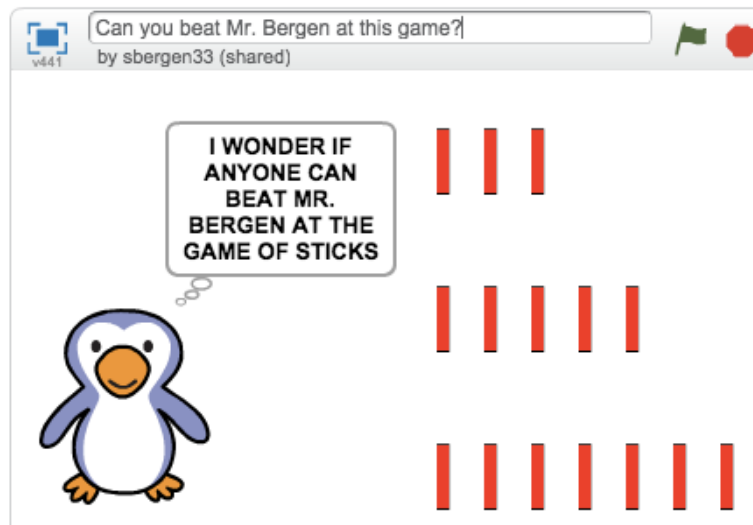 Can you beat Mr. Bergen at this game?
v441
by sbergen33 (shared)
I WONDER IF
ANYONE CAN
BEAT MR.
BERGEN AT THE
GAME OF STICKS